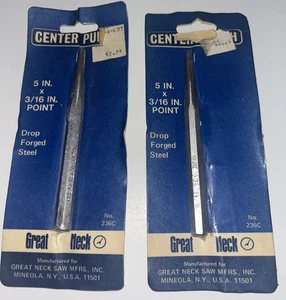 CENTER PU
5 IN.
x
3/16 IN.
POINT
Drop
Forged
Steel
No.
236C
Great Neck
Manufactured for
GREAT NECK SAW MFRS., INC.
MINEOLA, N.Y., U.S.A. 11501
CENTER H
5 IN.
x
3/16 IN.
POINT
Drop
Forged
Steel
No.
236C
Great Neck
Manufactured for
GREAT NECK SAW MFRS., INC.
MINEOLA, N.Y., U.S.A. 11501